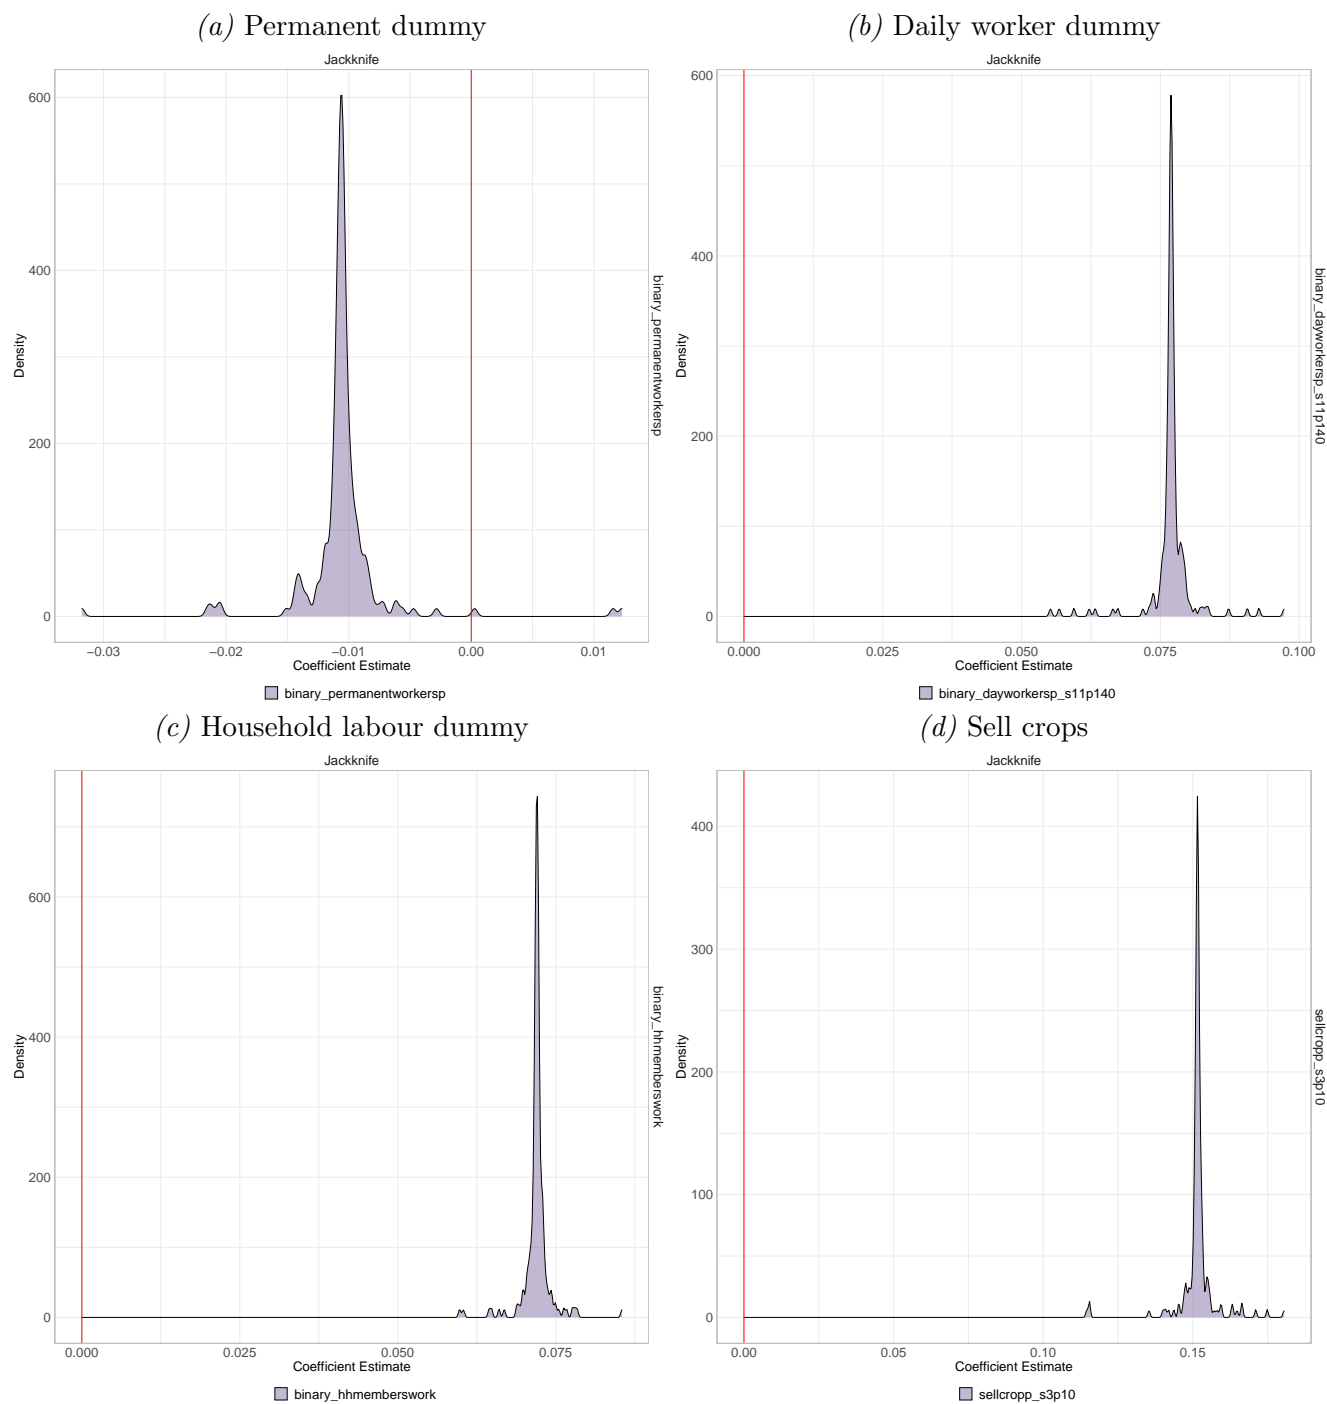 (a) Permanent dummy
Jackknife
600
400
200
0
Density
binary_permanentworkersp
−0.03
−0.02
−0.01
0.00
0.01
Coefficient Estimate
binary_permanentworkersp
(b) Daily worker dummy
Jackknife
600
400
200
0
Density
binary_dayworkersp_s11p140
0.000
0.025
0.050
0.075
0.100
Coefficient Estimate
binary_dayworkersp_s11p140
(c) Household labour dummy
Jackknife
600
400
200
0
Density
binary_hhmemberswork
0.000
0.025
0.050
0.075
Coefficient Estimate
binary_hhmemberswork
(d) Sell crops
Jackknife
400
300
200
100
0
Density
sellcropp_s3p10
0.00
0.05
0.10
0.15
Coefficient Estimate
sellcropp_s3p10